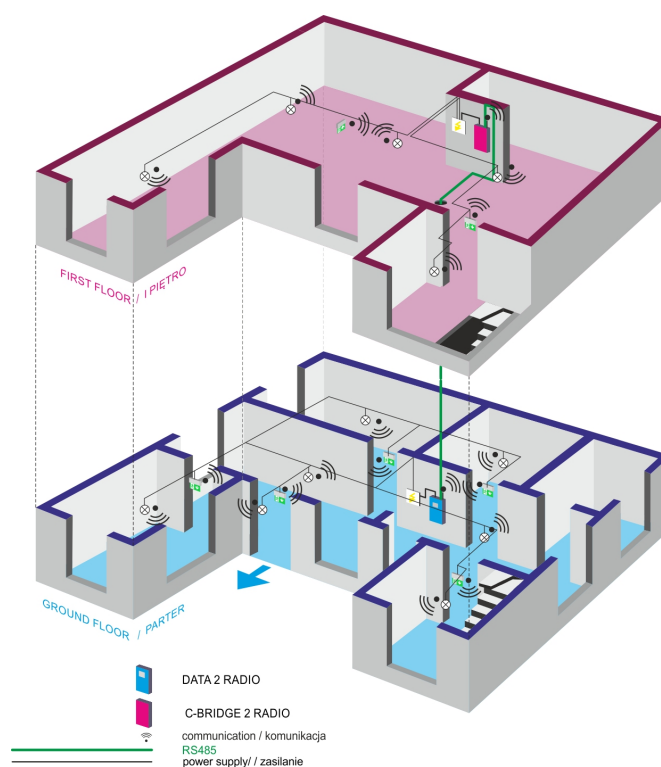 FIRST FLOOR / I PIĘTRO
GROUND FLOOR / PARTER
DATA 2 RADIO
C-BRIDGE 2 RADIO
communication / komunikacja
RS485
power supply/ / zasilanie